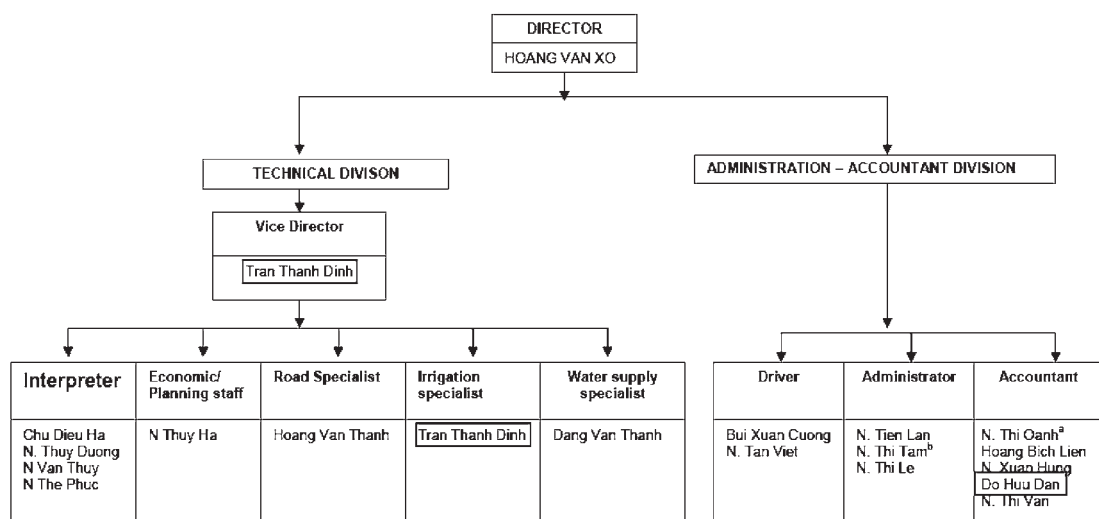 DIRECTOR
HOANG VAN XO
TECHNICAL DIVISON
ADMINISTRATION – ACCOUNTANT DIVISION
Vice Director
Tran Thanh Dinh
Interpreter
Chu Dieu Ha
N. Thuy Duong
N Van Thuy
N The Phuc
Economic/
Planning staff
N Thuy Ha
Road Specialist
Hoang Van Thanh
Irrigation
specialist
Tran Thanh Dinh
Water supply
specialist
Dang Van Thanh
Driver
Bui Xuan Cuong
N. Tan Viet
Administrator
N. Tien Lan
N. Thi Tamᵇ
N. Thi Le
Accountant
N. Thi Oanhᵃ
Hoang Bich Lien
N. Xuan Hung
Do Huu Dan
N. Thi Van